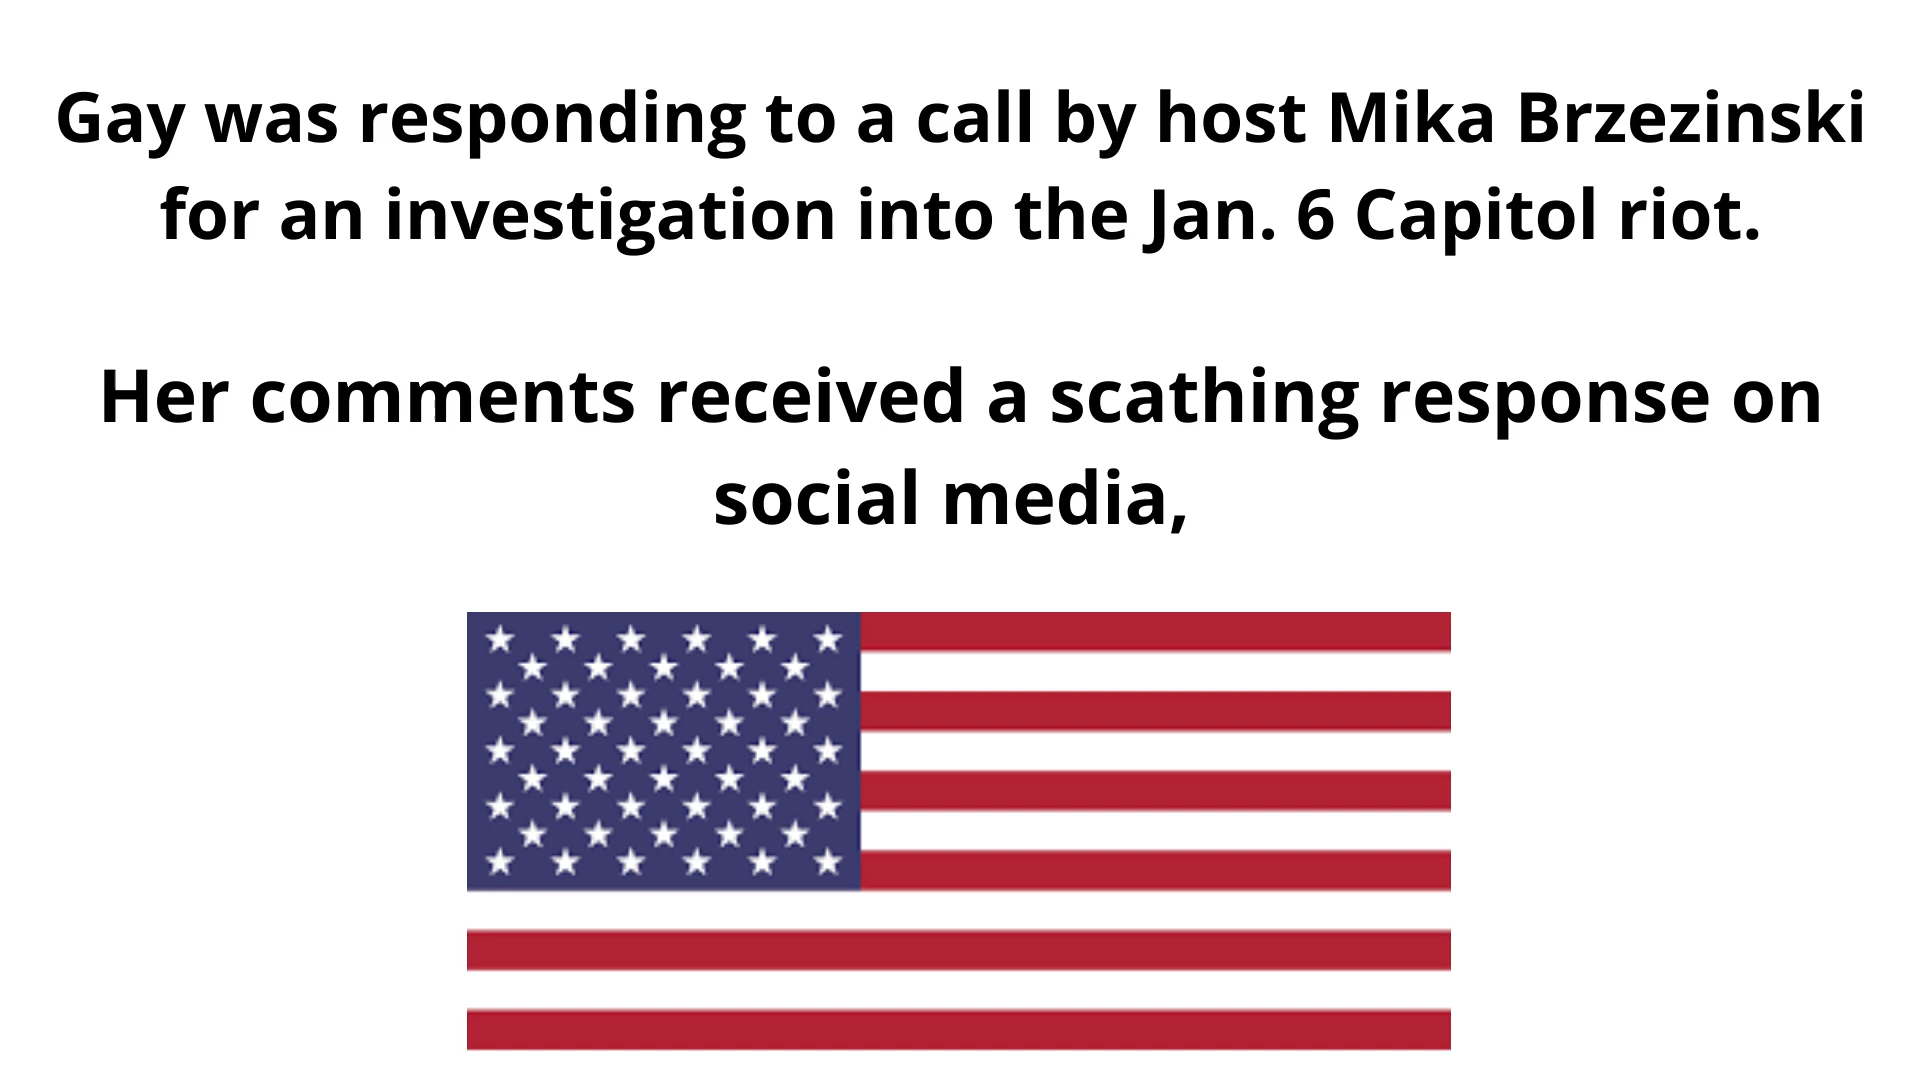 Gay was responding to a call by host Mika Brzezinski
for an investigation into the Jan. 6 Capitol riot.
Her comments received a scathing response on
social media,